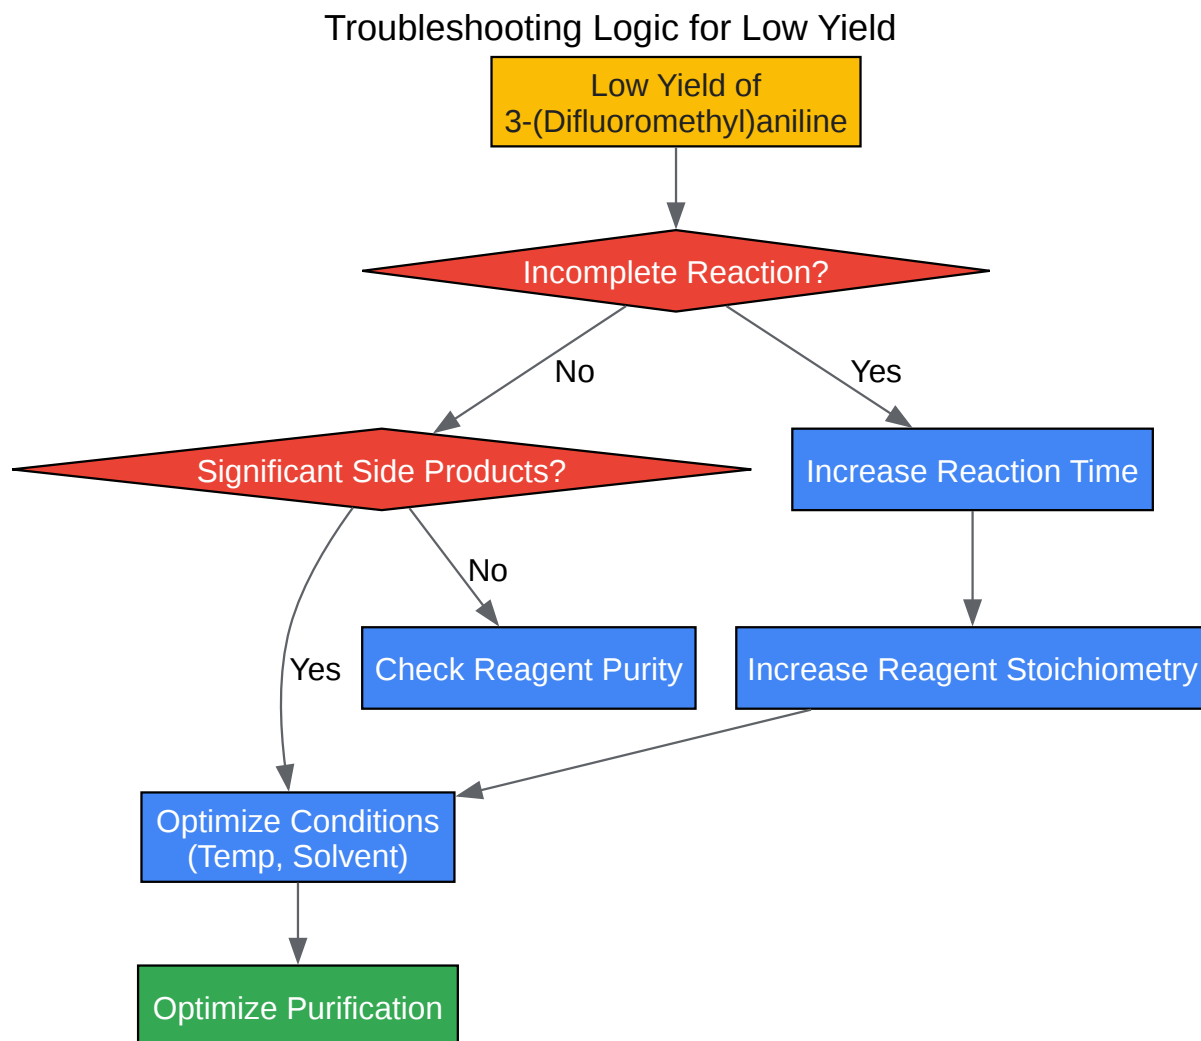 Troubleshooting Logic for Low Yield
Low Yield of
3-(Difluoromethyl)aniline
Incomplete Reaction?
No
Yes
Significant Side Products?
Increase Reaction Time
No
Yes
Check Reagent Purity
Increase Reagent Stoichiometry
Optimize Conditions
(Temp, Solvent)
Optimize Purification